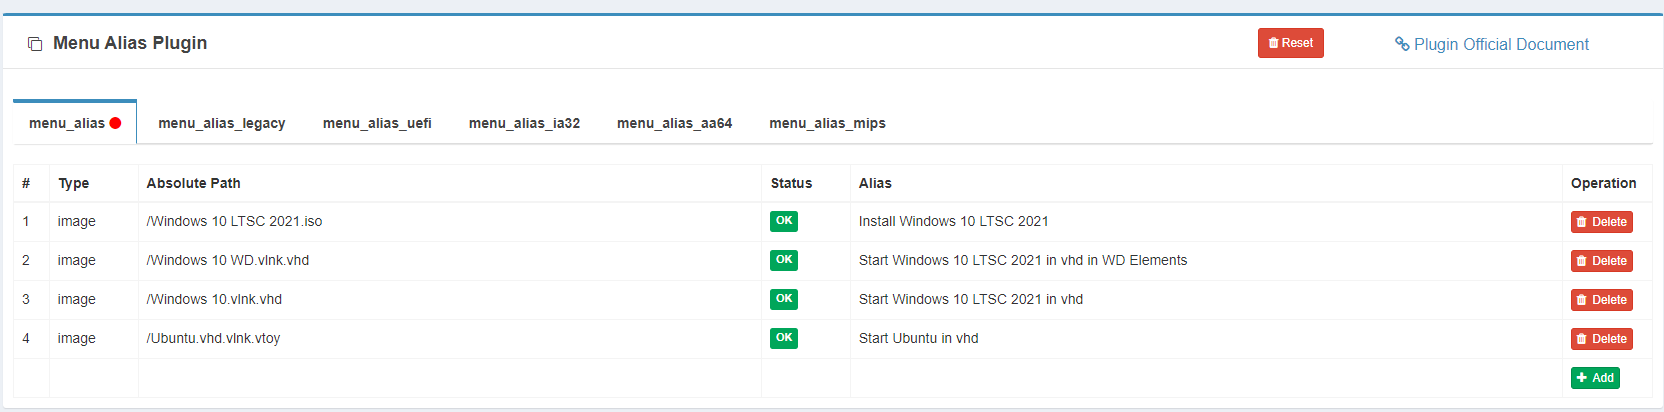 Menu Alias Plugin Reset Plugin Official Document
menu_alias menu_alias_legacy menu_alias_uefi menu_alias_ia32 menu_alias_aa64 menu_alias_mips
# Type Absolute Path Status Alias Operation
1 image /Windows 10 LTSC 2021.iso OK Install Windows 10 LTSC 2021 Delete
2 image /Windows 10 WD.vlnk.vhd OK Start Windows 10 LTSC 2021 in vhd in WD Elements Delete
3 image /Windows 10.vlnk.vhd OK Start Windows 10 LTSC 2021 in vhd Delete
4 image /Ubuntu.vhd.vlnk.vtoy OK Start Ubuntu in vhd Delete
Add